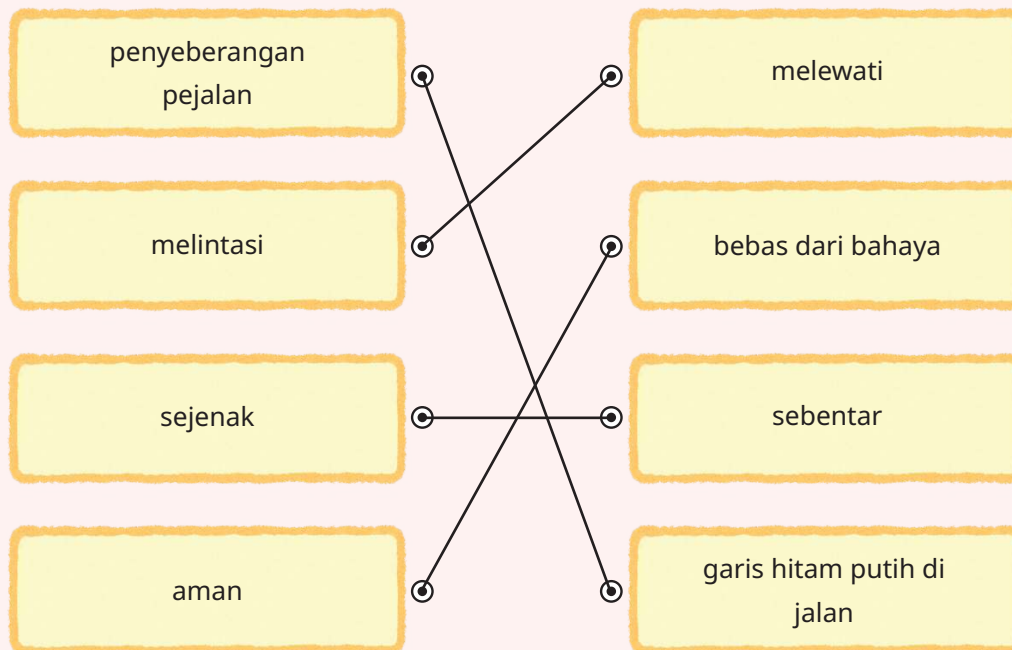 penyeberangan
pejalan
melewati
melintasi
bebas dari bahaya
sejenak
sebentar
aman
garis hitam putih di
jalan